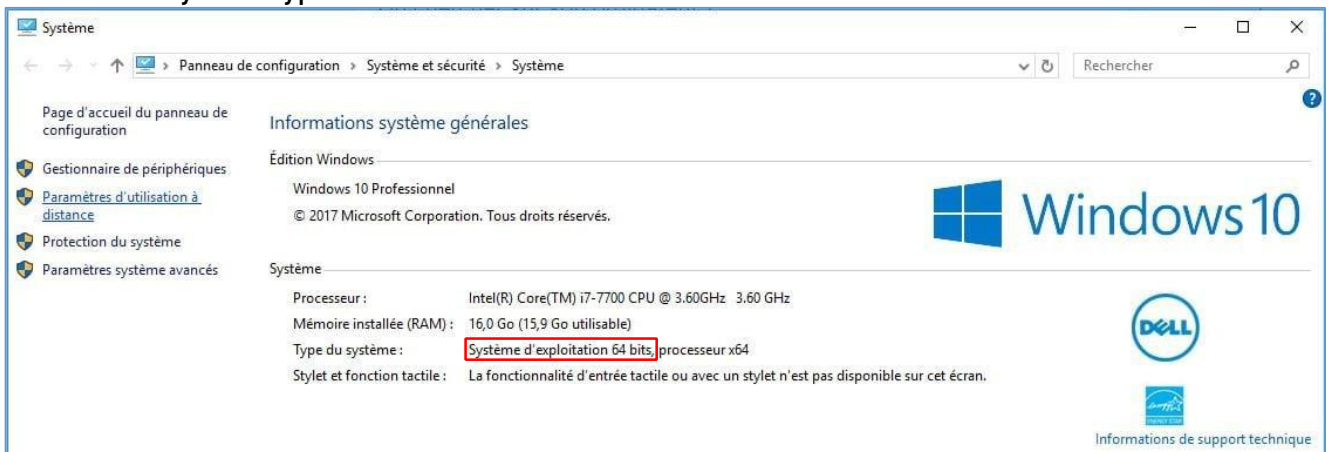 Système
Panneau de configuration > Système et sécurité > Système
Rechercher
Page d'accueil du panneau de
configuration
Gestionnaire de périphériques
Paramètres d'utilisation à
distance
Protection du système
Paramètres système avancés
Informations système générales
Édition Windows
Windows 10 Professionnel
© 2017 Microsoft Corporation. Tous droits réservés.
Windows 10
Système
Processeur : Intel(R) Core(TM) i7-7700 CPU @ 3.60GHz 3.60 GHz
Mémoire installée (RAM) : 16,0 Go (15,9 Go utilisable)
Type du système : Système d'exploitation 64 bits, processeur x64
Stylet et fonction tactile : La fonctionnalité d'entrée tactile ou avec un stylet n'est pas disponible sur cet écran.
DELL
ENERGY STAR
Informations de support technique